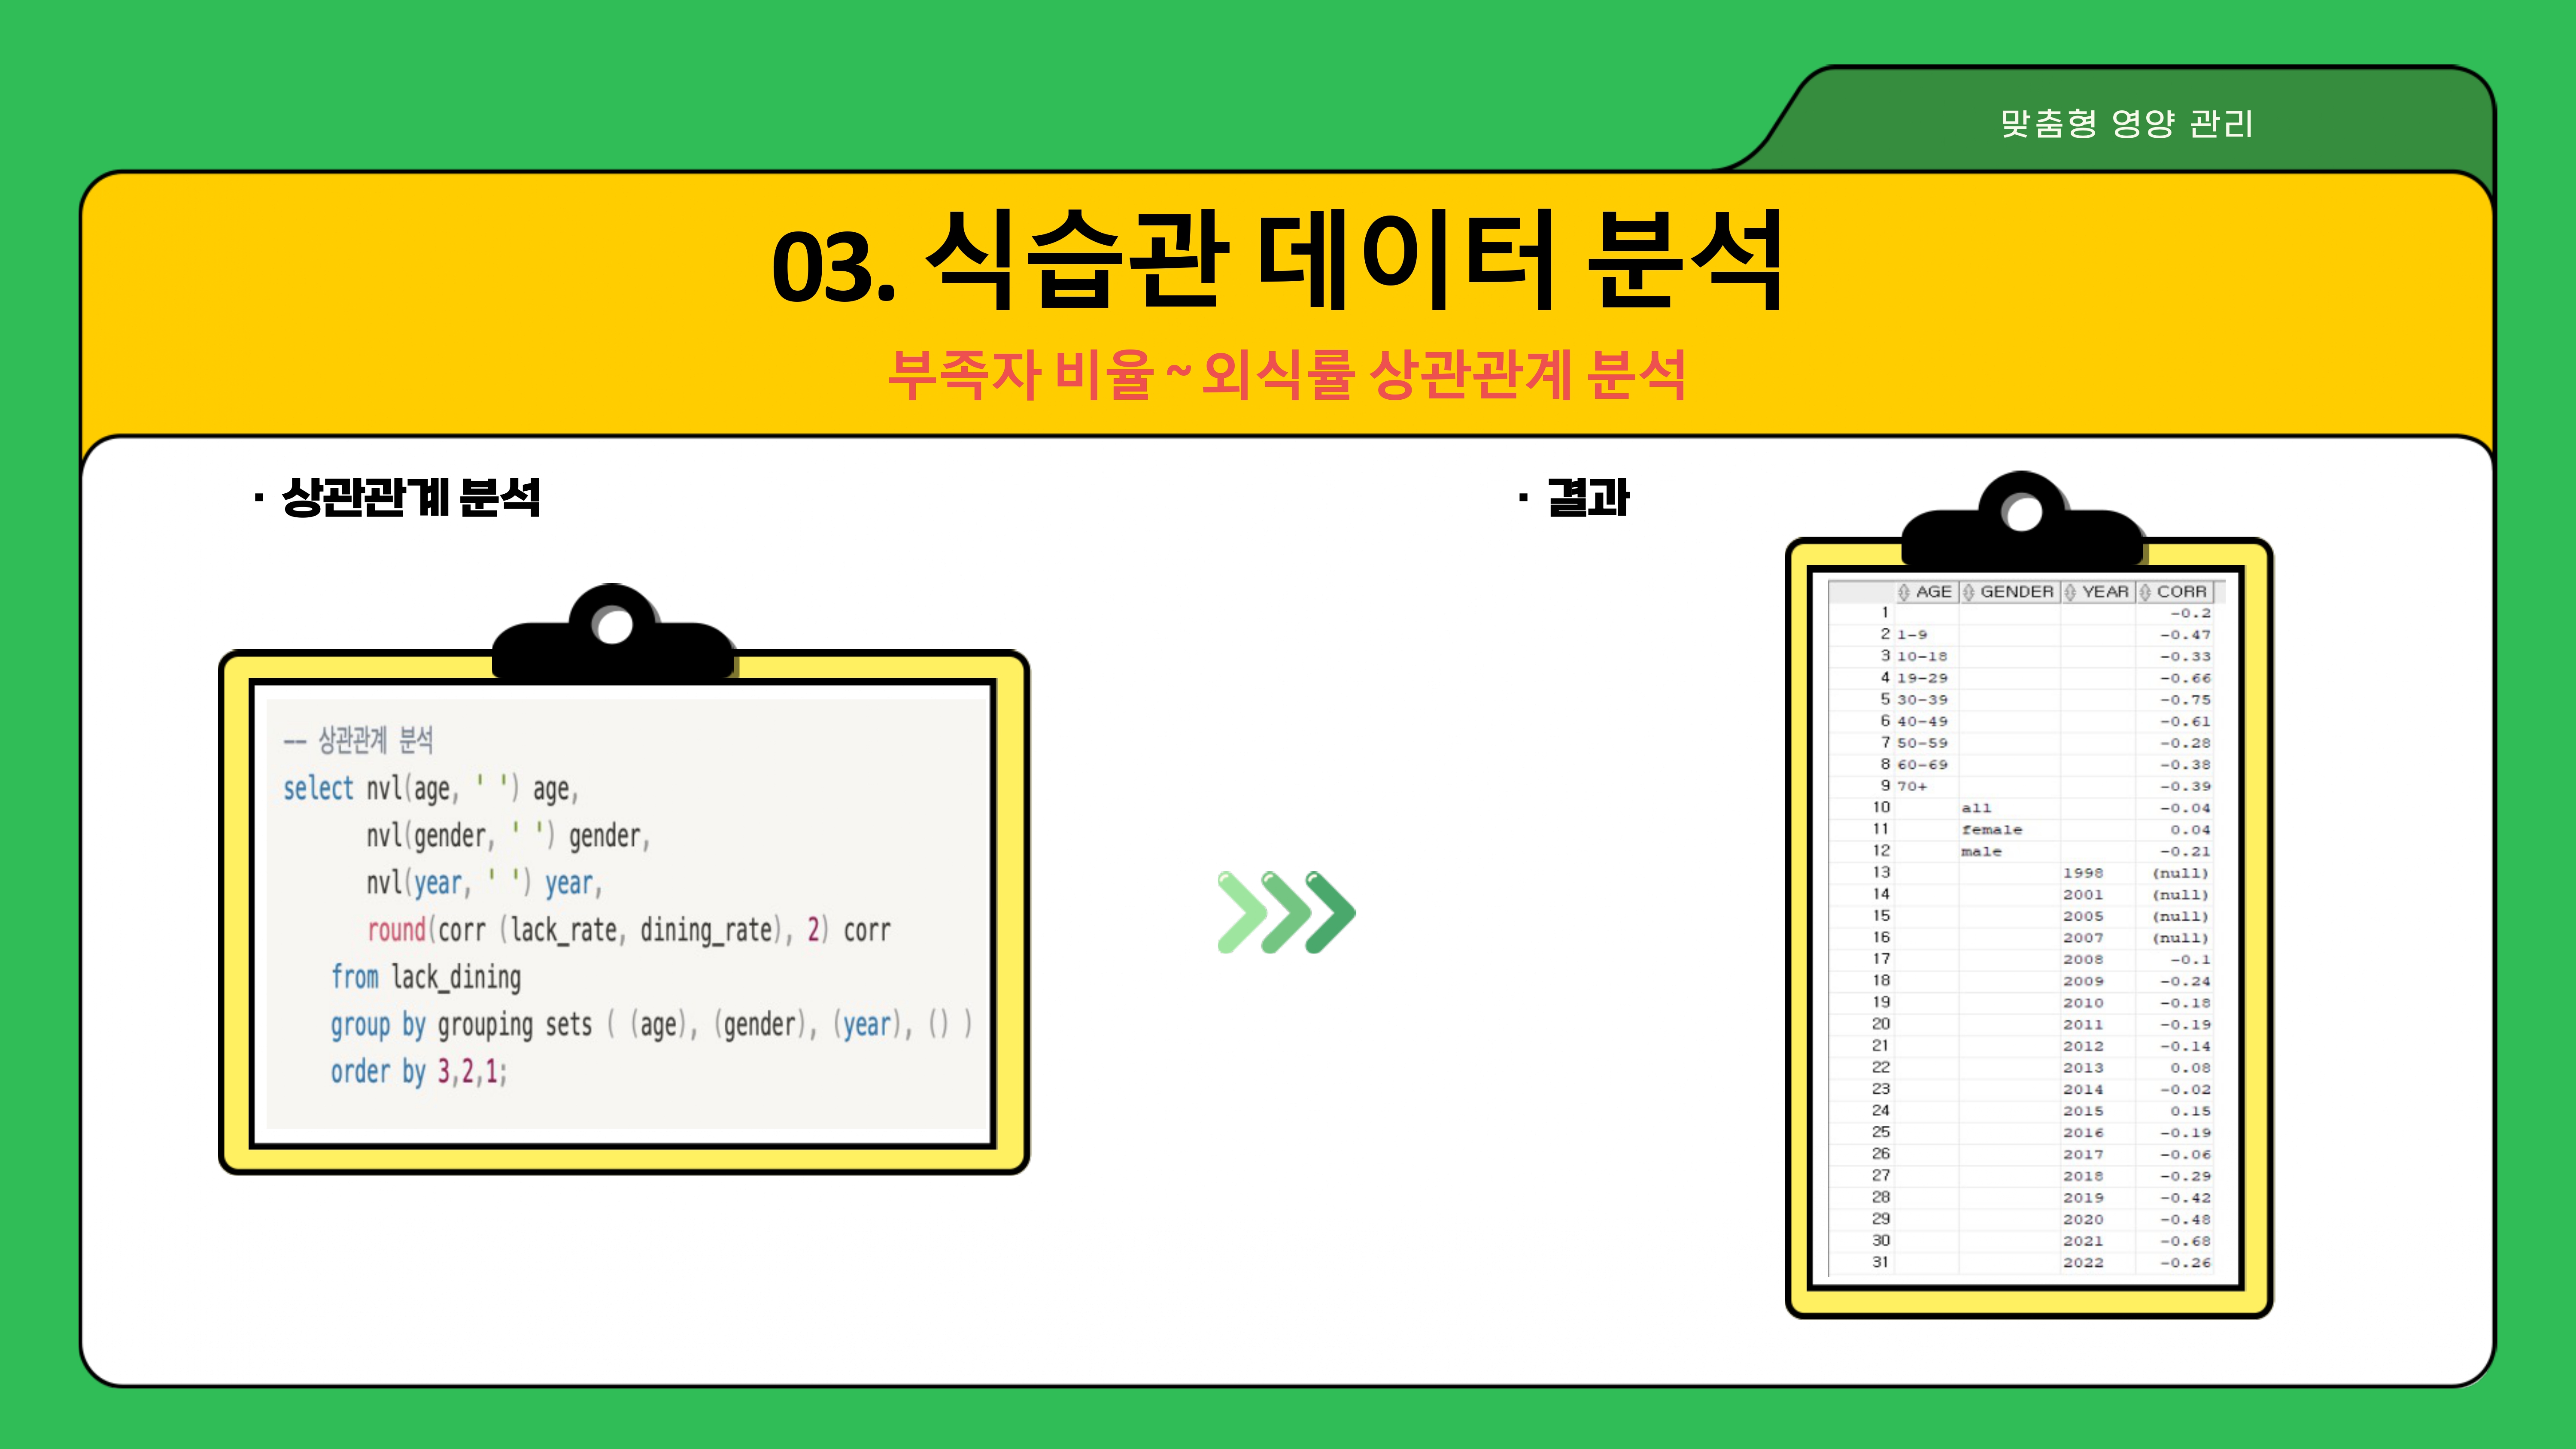 맞춤형 영양 관리
03. 식습관 데이터 분석
부족자 비율 ~ 외식률 상관관계 분석
· 상관관계 분석
-- 상관관계 분석
select nvl(age, ' ') age,
nvl(gender, ' ') gender,
nvl(year, ' ') year,
round(corr (lack_rate, dining_rate), 2) corr
from lack_dining
group by grouping sets ( (age), (gender), (year), () )
order by 3,2,1;
· 결과
AGE GENDER YEAR CORR
1 -0.2
2 1-9 -0.47
3 10-18 -0.33
4 19-29 -0.66
5 30-39 -0.75
6 40-49 -0.61
7 50-59 -0.28
8 60-69 -0.38
9 70+ -0.39
10 all -0.04
11 female 0.04
12 male -0.21
13 1998 (null)
14 2001 (null)
15 2005 (null)
16 2007 (null)
17 2008 -0.1
18 2009 -0.24
19 2010 -0.18
20 2011 -0.19
21 2012 -0.14
22 2013 0.08
23 2014 -0.02
24 2015 0.15
25 2016 -0.19
26 2017 -0.06
27 2018 -0.29
28 2019 -0.42
29 2020 -0.48
30 2021 -0.68
31 2022 -0.26